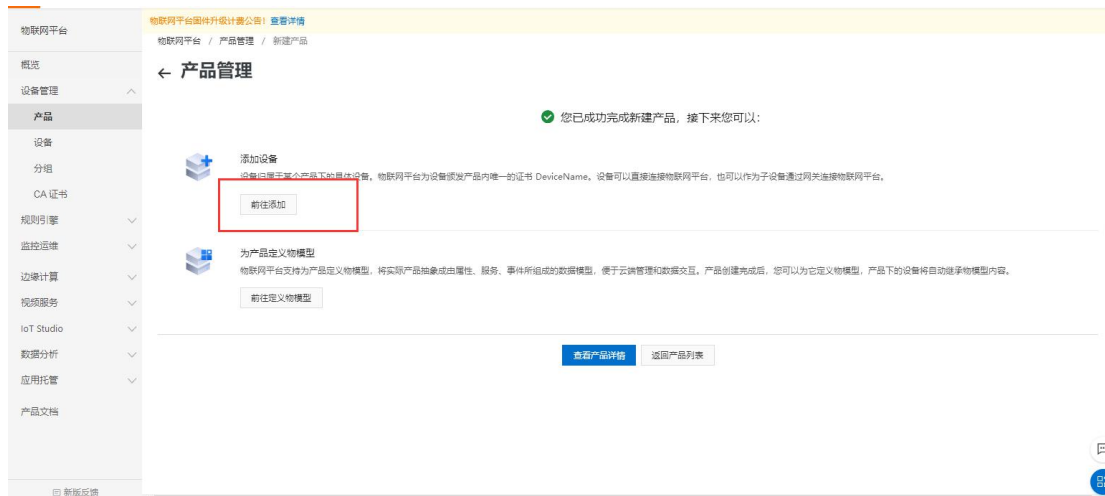 物联网平台
物联网平台固件升级计费公告！查看详情
物联网平台 / 产品管理 / 新建产品
← 产品管理
概览
设备管理
产品
设备
分组
CA 证书
规则引擎
监控运维
边缘计算
视频服务
IoT Studio
数据分析
应用托管
产品文档
新版反馈
您已成功完成新建产品，接下来您可以：
添加设备
设备归属于某个产品下的具体设备。物联网平台为设备颁发产品内唯一的证书 DeviceName。设备可以直接连接物联网平台，也可以作为子设备通过网关连接物联网平台。
前往添加
为产品定义物模型
物联网平台支持为产品定义物模型，将实际产品抽象成由属性、服务、事件所组成的数据模型，便于云端管理和数据交互。产品创建完成后，您可以为它定义物模型，产品下的设备将自动继承物模型内容。
前往定义物模型
查看产品详情
返回产品列表